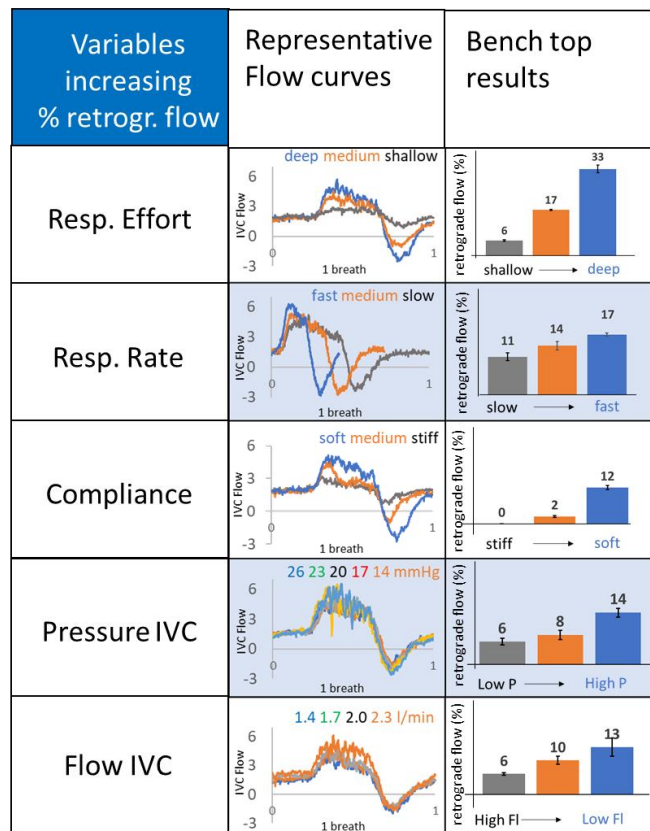 Variables
increasing
% retrogr. flow
Representative
Flow curves
Bench top
results
Resp. Effort
deep medium shallow
6
3
0
-3
IVC Flow
0
1
1 breath
retrograde flow (%)
6
17
33
shallow
deep
Resp. Rate
fast medium slow
6
3
0
-3
IVC Flow
0
1
1 breath
retrograde flow (%)
11
14
17
slow
fast
Compliance
soft medium stiff
6
3
0
-3
IVC Flow
0
1
1 breath
retrograde flow (%)
0
2
12
stiff
soft
Pressure IVC
26 23 20 17 14 mmHg
6
3
0
-3
IVC Flow
0
1
1 breath
retrograde flow (%)
6
8
14
Low P
High P
Flow IVC
1.4 1.7 2.0 2.3 l/min
6
3
0
-3
IVC Flow
0
1
1 breath
retrograde flow (%)
6
10
13
High Fl
Low Fl